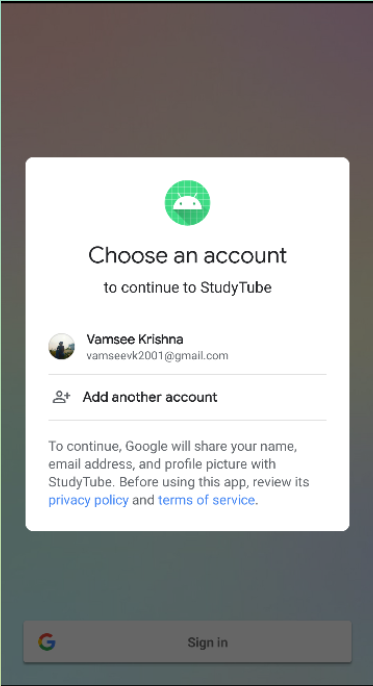 Choose an account
to continue to StudyTube
Vamsee Krishna
vamseevk2001@gmail.com
Add another account
To continue, Google will share your name,
email address, and profile picture with
StudyTube. Before using this app, review its
privacy policy and terms of service.
Sign in